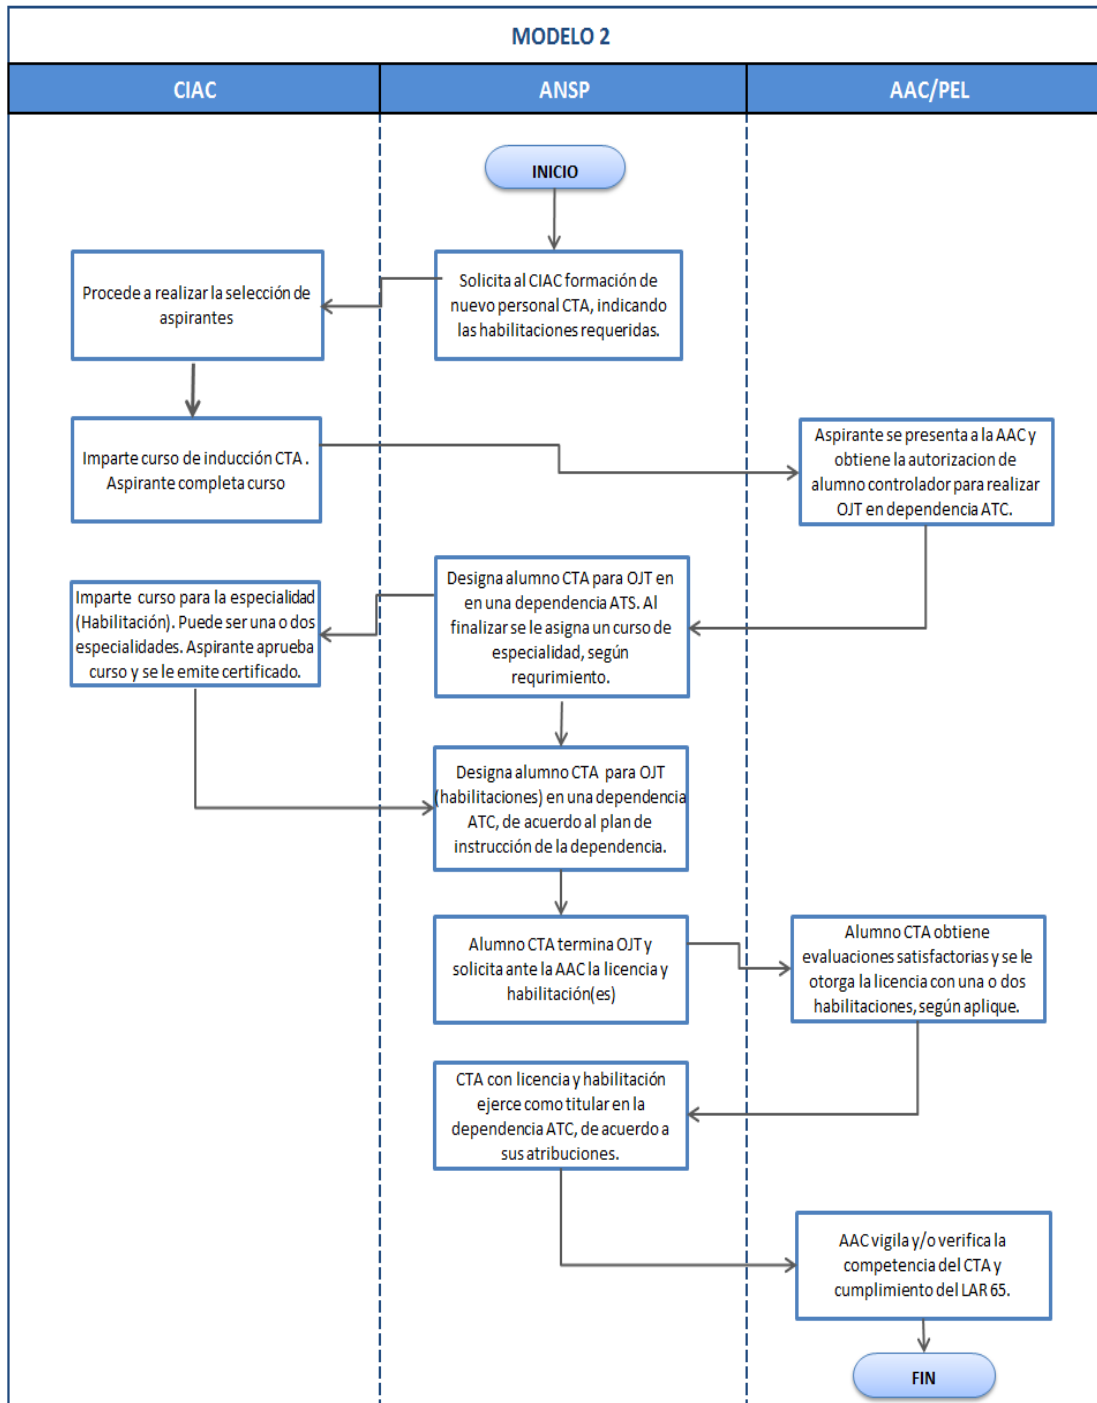 MODELO 2
CIAC
ANSP
AAC/PEL
INICIO
Solicita al CIAC formación de
nuevo personal CTA, indicando
las habilitaciones requeridas.
Procede a realizar la selección de
aspirantes
Imparte curso de inducción CTA .
Aspirante completa curso
Aspirante se presenta a la AAC y
obtiene la autorizacion de
alumno controlador para realizar
OJT en dependencia ATC.
Designa alumno CTA para OJT en
en una dependencia ATS. Al
finalizar se le asigna un curso de
especialidad, según
requrimiento.
Imparte curso para la especialidad
(Habilitación). Puede ser una o dos
especialidades. Aspirante aprueba
curso y se le emite certificado.
Designa alumno CTA para OJT
(habilitaciones) en una dependencia
ATC, de acuerdo al plan de
instrucción de la dependencia.
Alumno CTA termina OJT y
solicita ante la AAC la licencia y
habilitación(es)
Alumno CTA obtiene
evaluaciones satisfactorias y se le
otorga la licencia con una o dos
habilitaciones, según aplique.
CTA con licencia y habilitación
ejerce como titular en la
dependencia ATC, de acuerdo a
sus atribuciones.
AAC vigila y/o verifica la
competencia del CTA y
cumplimiento del LAR 65.
FIN